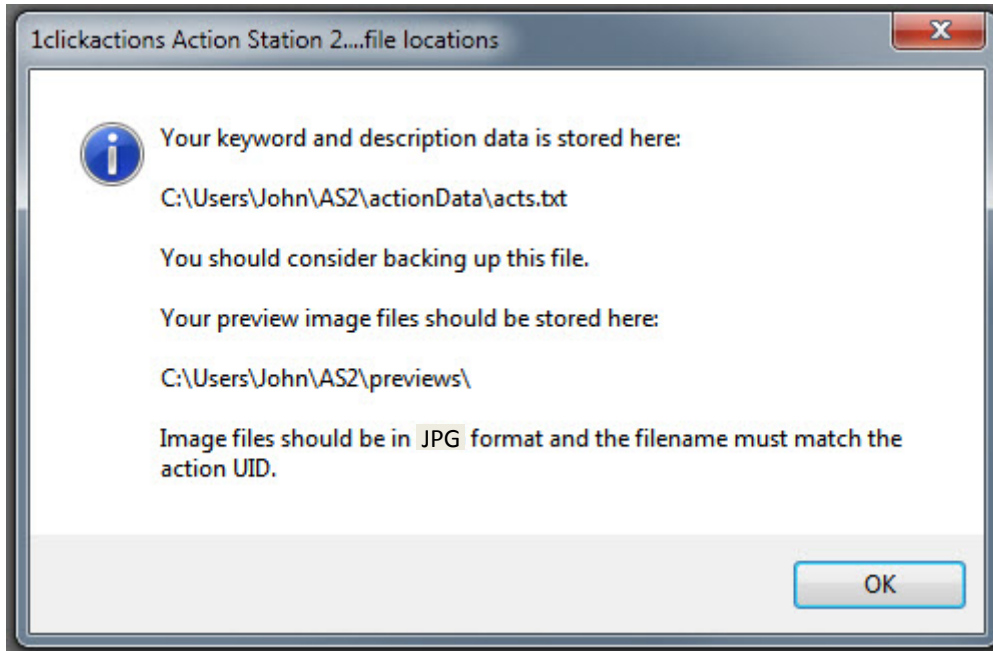 1clickactions Action Station 2....file locations
Your keyword and description data is stored here:
C:\Users\John\AS2\actionData\acts.txt
You should consider backing up this file.
Your preview image files should be stored here:
C:\Users\John\AS2\previews\
Image files should be in JPG format and the filename must match the
action UID.
OK